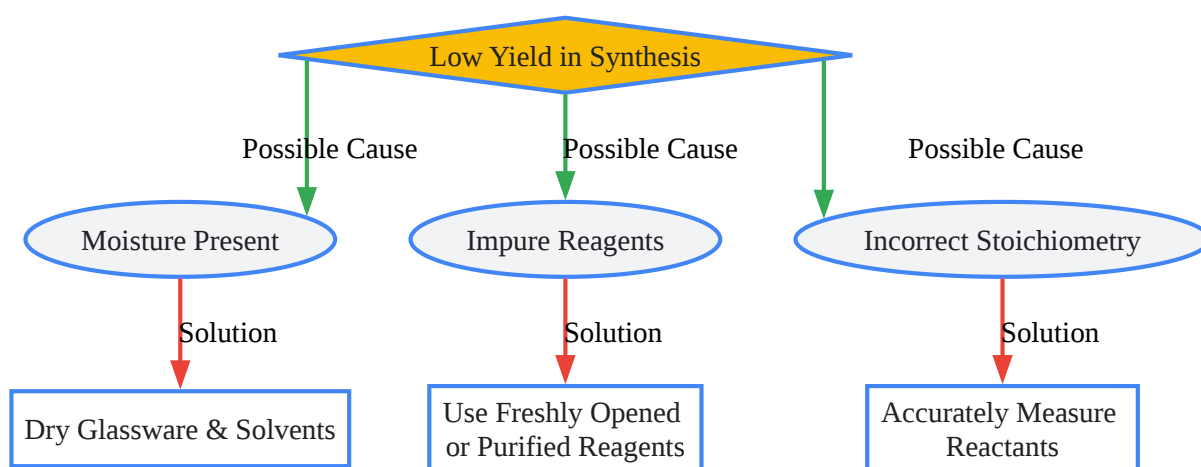 Low Yield in Synthesis
Possible Cause
Possible Cause
Possible Cause
Moisture Present
Impure Reagents
Incorrect Stoichiometry
Solution
Solution
Solution
Dry Glassware & Solvents
Use Freshly Opened
or Purified Reagents
Accurately Measure
Reactants